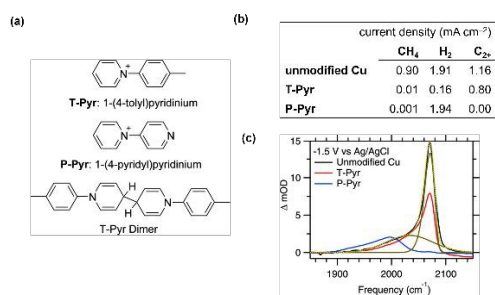 (a)
+
N
T-Pyr: 1-(4-tolyl)pyridinium
+
N
N
P-Pyr: 1-(4-pyridyl)pyridinium
N
H
H
N
T-Pyr Dimer
(b)
current density (mA cm⁻²)
CH₄ H₂ C₂₊
unmodified Cu 0.90 1.91 1.16
T-Pyr 0.01 0.16 0.80
P-Pyr 0.001 1.94 0.00
(c)
-1.5 V vs Ag/AgCl
Unmodified Cu
T-Pyr
P-Pyr
Δ mOD
15
10
5
0
1900 2000 2100
Frequency (cm⁻¹)